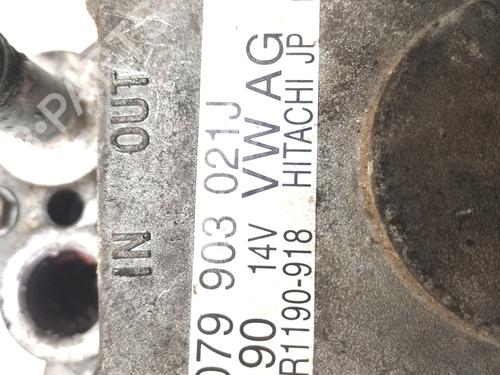 IN OUT
079 903 021J
90 14V VW AG
R1190-918 HITACHI JP